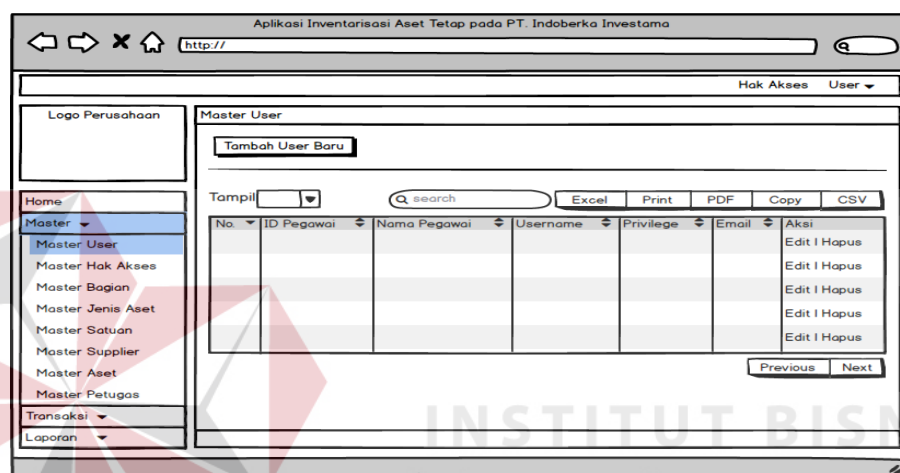 Aplikasi Inventarisasi Aset Tetap pada PT. Indoberka Investama
http://
Hak Akses User
Logo Perusahaan
Master User
Tambah User Baru
Tampil search Excel Print PDF Copy CSV
No. ID Pegawai Nama Pegawai Username Privilege Email Aksi
Edit | Hapus
Edit | Hapus
Edit | Hapus
Edit | Hapus
Edit | Hapus
Previous Next
Home
Master
Master User
Master Hak Akses
Master Bagian
Master Jenis Aset
Master Satuan
Master Supplier
Master Aset
Master Petugas
Transaksi
Laporan
INSTITUT BISN